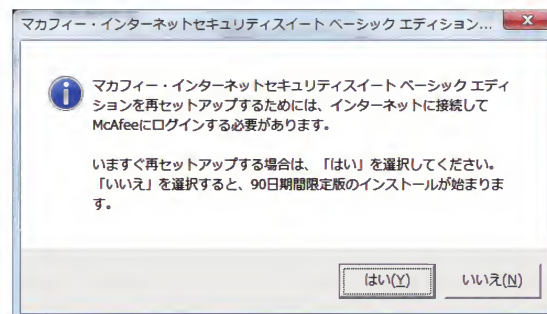 マカフィー・インターネットセキュリティスイート ベーシック エディション...
マカフィー・インターネットセキュリティスイート ベーシック エディ
ションを再セットアップするためには、インターネットに接続して
McAfeeにログインする必要があります。
いますぐ再セットアップする場合は、「はい」を選択してください。
「いいえ」を選択すると、90日期間限定版のインストールが始まりま
す。
はい(Y)
いいえ(N)